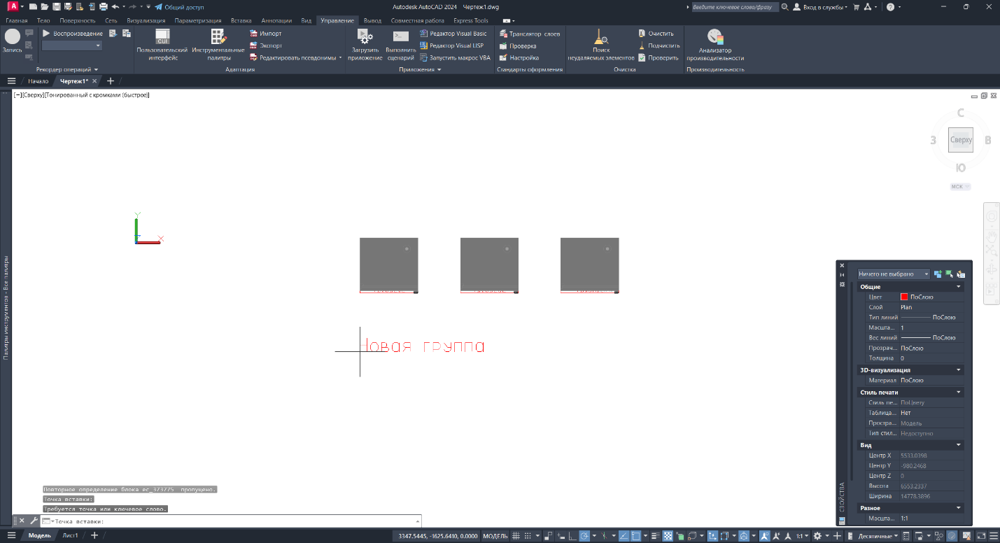 Общий доступ
Autodesk AutoCAD 2024 Чертеж1.dwg
Введите ключевое слово/фразу
Вход в службы
Главная Тело Поверхность Сеть Визуализация Параметризация Вставка Аннотации Вид Управление Вывод Совместная работа Express Tools
Запись
Воспроизведение
Рекордер операций
CUI
Пользовательский интерфейс
Инструментальные палитры
Импорт
Экспорт
Редактировать псевдонимы
Адаптация
Загрузить приложение
Выполнить сценарий
Редактор Visual Basic
Редактор Visual LISP
Запустить макрос VBA
Приложения
Транслятор слоев
Проверка
Настройка
Стандарты оформления
Поиск неудаляемых элементов
Очистить
Подчистить
Проверить
Очистка
Анализатор производительности
Производительность
Начало
Чертеж1*
[−][Сверху][Тонированный с кромками (быстрое)]
С
З
Сверху
В
Ю
МСК
Y
X
Новая группа
Палитры инструментов - Все палитры
Ничего не выбрано
Общие
Цвет ПоСлою
Слой Plan
Тип линий ПоСлою
Масшта... 1
Вес линий ПоСлою
Прозрач... ПоСлою
Толщина 0
3D-визуализация
Материал ПоСлою
Стиль печати
Стиль пе... ПоЦвету
Таблица... Нет
Простра... Модель
Тип стил... Недоступно
Вид
Центр X 5533.0398
Центр Y -980.2468
Центр Z 0
Высота 6553.2337
Ширина 14778.3896
Разное
Масшта... 1:1
СВОЙСТВА
Повторное определение блока ec_373775 пропущено.
Точка вставки:
Требуется точка или ключевое слово.
Точка вставки:
Модель Лист1
3347.5445, -1625.6410, 0.0000 МОДЕЛЬ
1:1
Десятичные